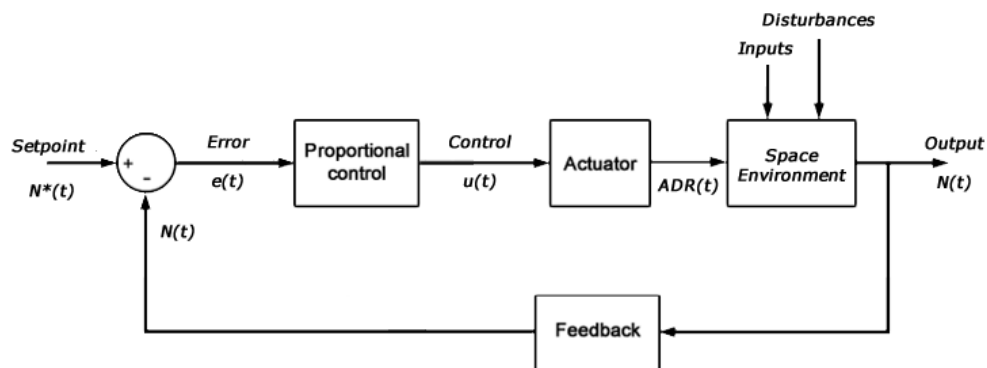 Disturbances
Inputs
Setpoint
N*(t)
+
-
Error
e(t)
Proportional
control
Control
u(t)
Actuator
ADR(t)
Space
Environment
Output
N(t)
N(t)
Feedback